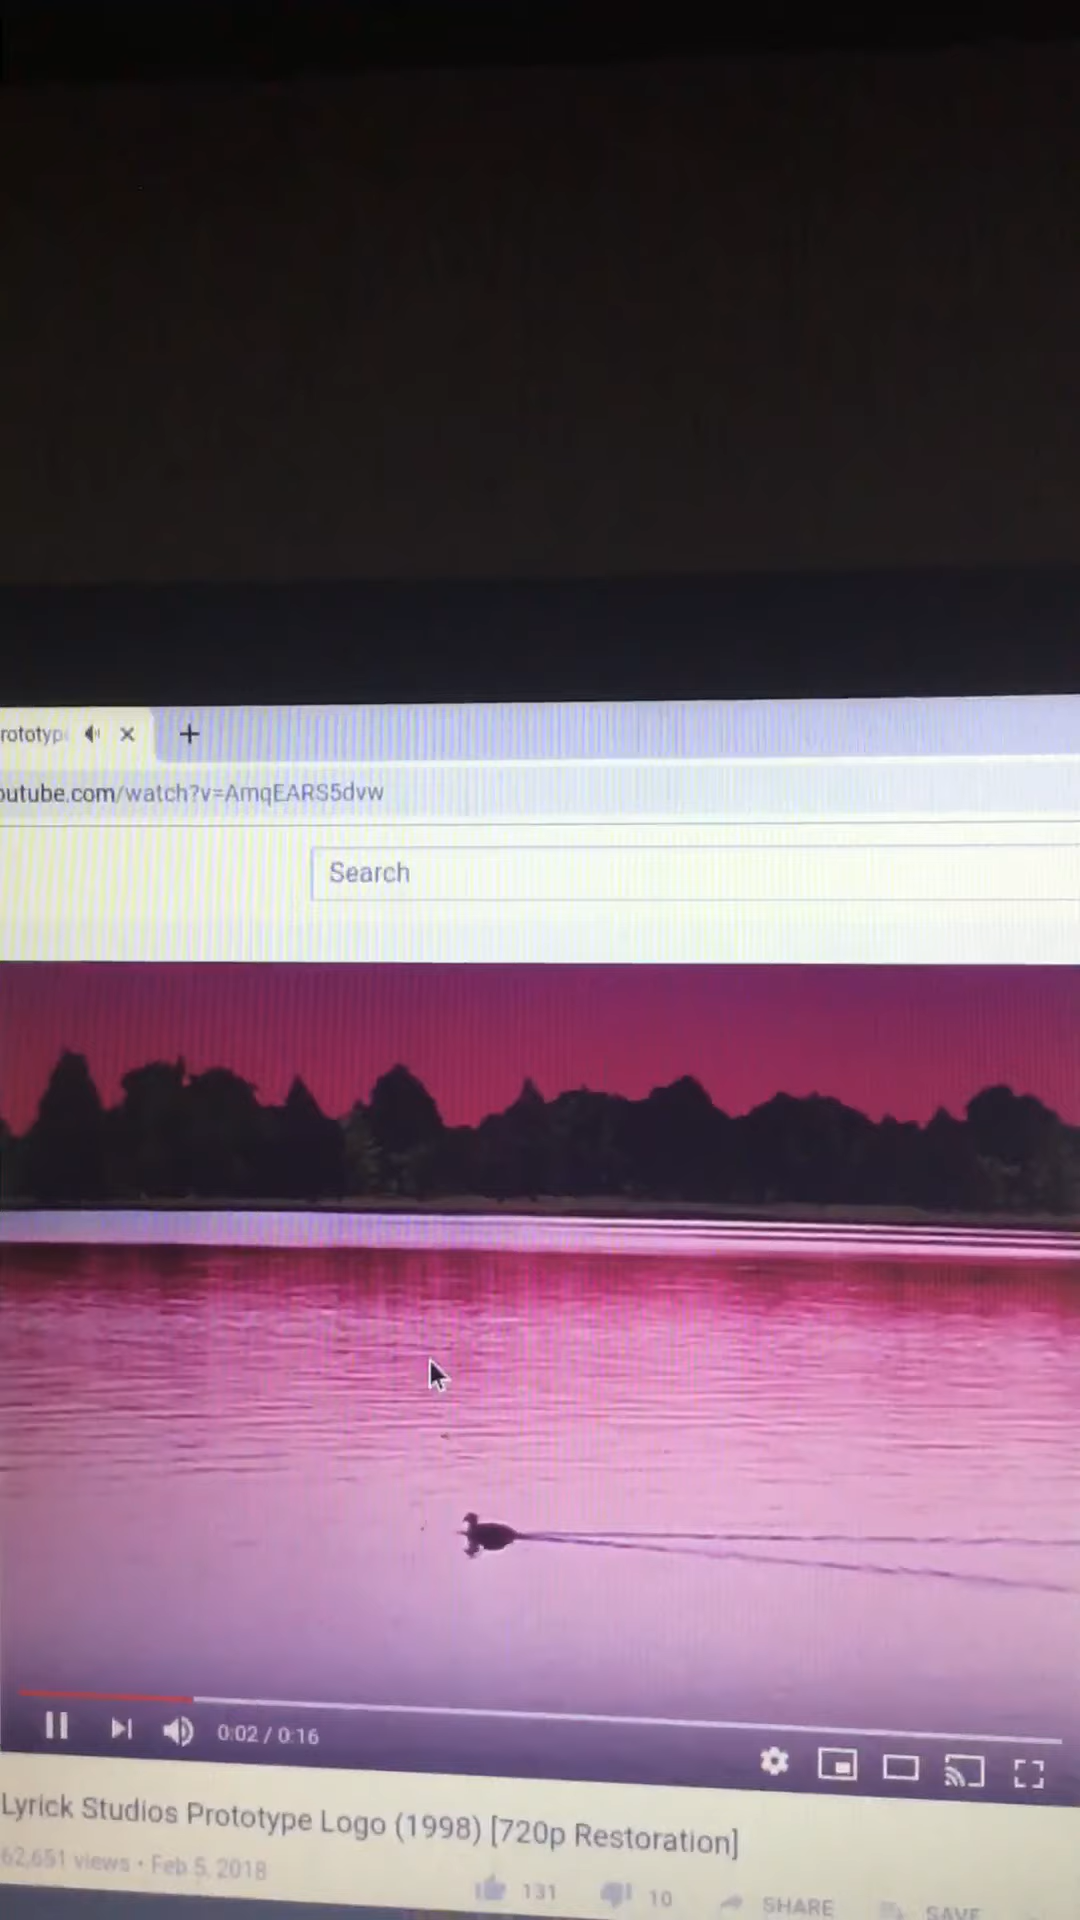 rototyp
outube.com/watch?v=AmqEARS5dvw
Search
0:02 / 0:16
Lyrick Studios Prototype Logo (1998) [720p Restoration]
62,651 views • Feb 5, 2018
131
10
SHARE
SAVE